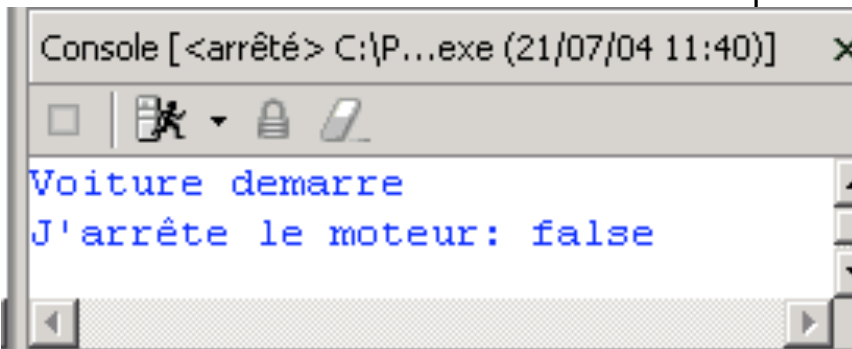 Console [<arrêté> C:\P...exe (21/07/04 11:40)]
Voiture demarre
J'arrête le moteur: false